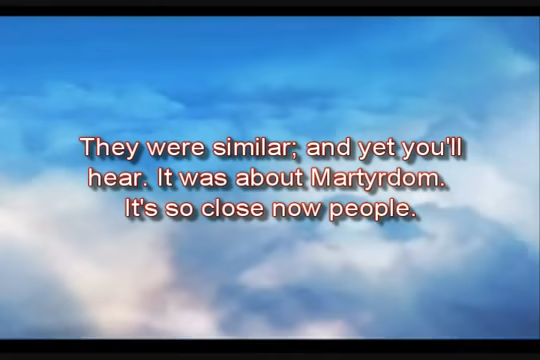 They were similar; and yet you'll
hear. It was about Martyrdom.
It's so close now people.